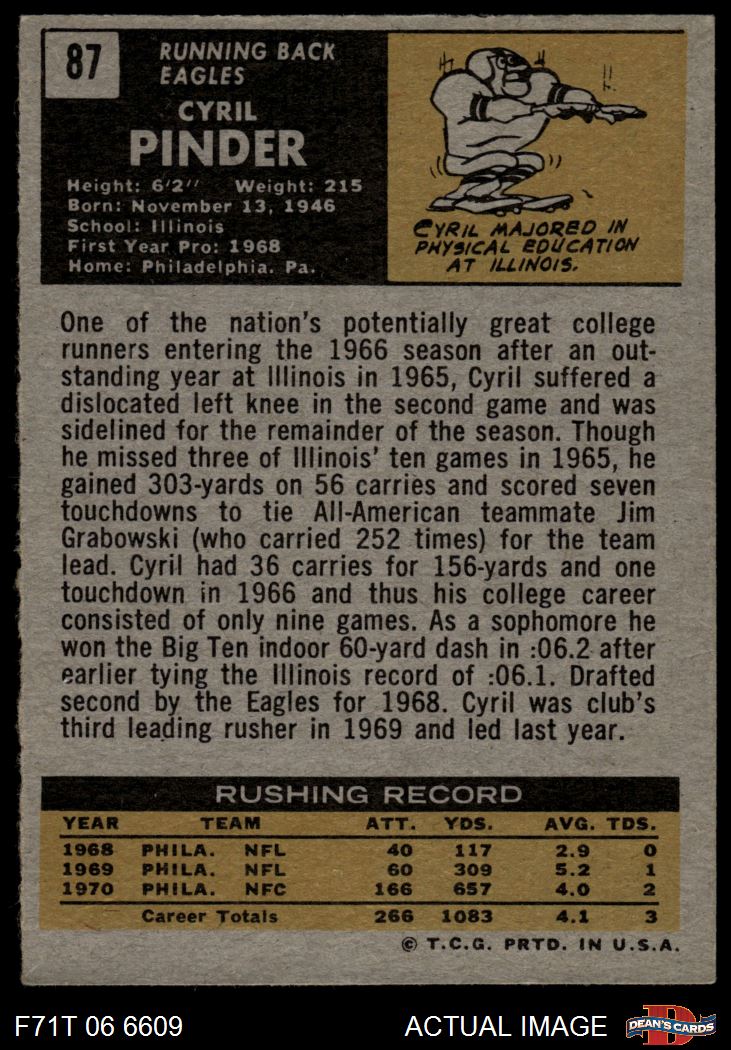 87
RUNNING BACK
EAGLES
CYRIL
PINDER
Height: 6'2" Weight: 215
Born: November 13, 1946
School: Illinois
First Year Pro: 1968
Home: Philadelphia. Pa.
CYRIL MAJORED IN
PHYSICAL EDUCATION
AT ILLINOIS.
One of the nation's potentially great college
runners entering the 1966 season after an out-
standing year at Illinois in 1965, Cyril suffered a
dislocated left knee in the second game and was
sidelined for the remainder of the season. Though
he missed three of Illinois' ten games in 1965, he
gained 303-yards on 56 carries and scored seven
touchdowns to tie All-American teammate Jim
Grabowski (who carried 252 times) for the team
lead. Cyril had 36 carries for 156-yards and one
touchdown in 1966 and thus his college career
consisted of only nine games. As a sophomore he
won the Big Ten indoor 60-yard dash in :06.2 after
earlier tying the Illinois record of :06.1. Drafted
second by the Eagles for 1968. Cyril was club's
third leading rusher in 1969 and led last year.
RUSHING RECORD
YEAR TEAM ATT. YDS. AVG. TDS.
1968 PHILA. NFL 40 117 2.9 0
1969 PHILA. NFL 60 309 5.2 1
1970 PHILA. NFC 166 657 4.0 2
Career Totals 266 1083 4.1 3
© T.C.G. PRTD. IN U.S.A.
F71T 06 6609 ACTUAL IMAGE DEAN'S CARDS